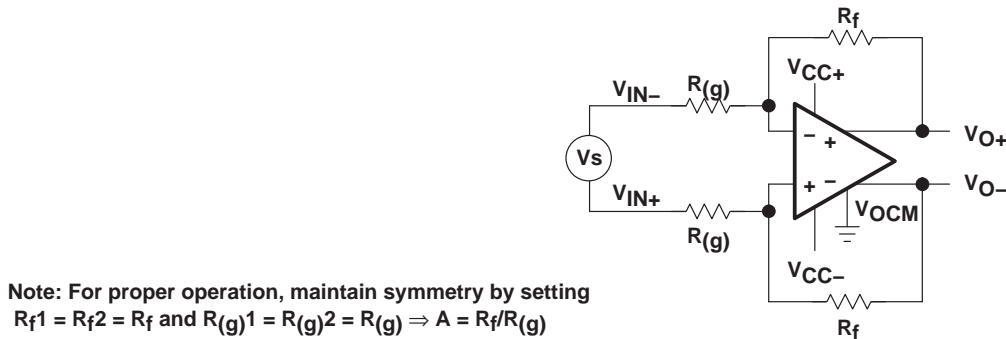 Rf
VCC+
R(g)
VIN–
– +
VO+
Vs
+ –
VO–
VIN+
VOCM
R(g)
VCC–
Rf
Note: For proper operation, maintain symmetry by setting
Rf1 = Rf2 = Rf and R(g)1 = R(g)2 = R(g) ⇒ A = Rf/R(g)